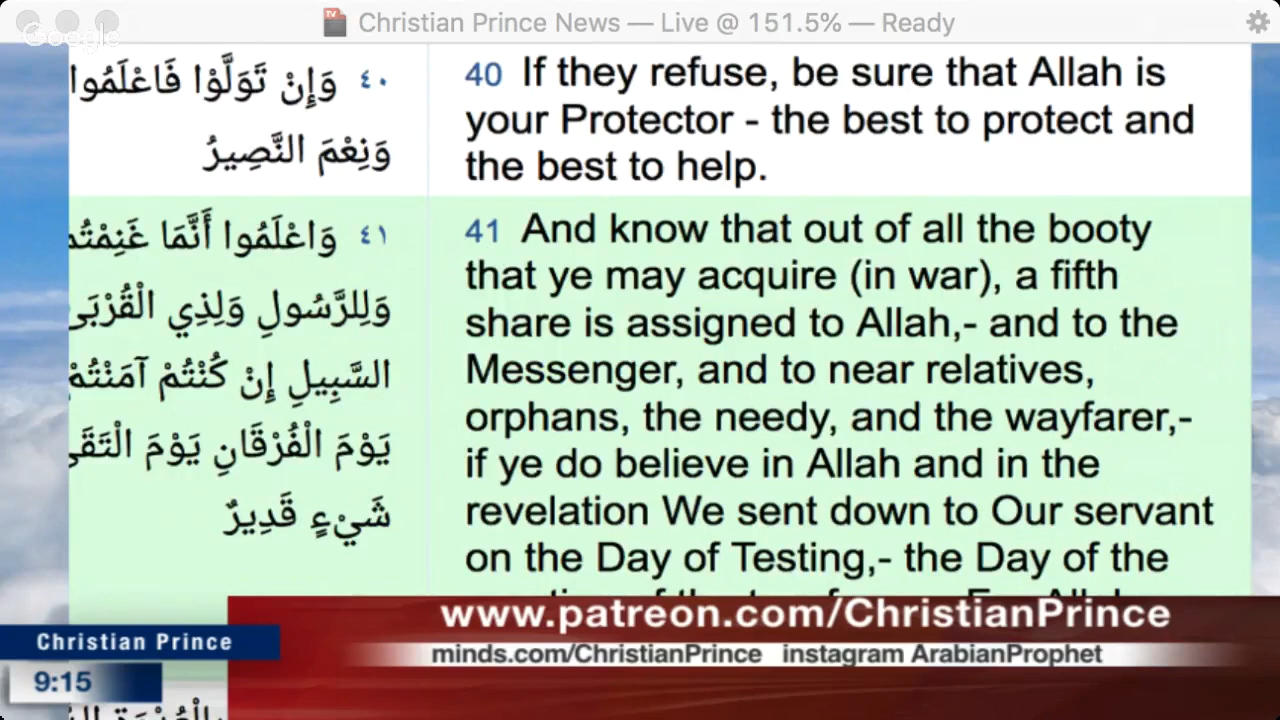 Christian Prince News — Live @ 151.5% — Ready
Google
٤٠ وَإِنْ تَوَلَّوْا فَاعْلَمُوا
وَنِعْمَ النَّصِيرُ
40 If they refuse, be sure that Allah is
your Protector - the best to protect and
the best to help.
٤١ وَاعْلَمُوا أَنَّمَا غَنِمْتُم
وَلِلرَّسُولِ وَلِذِي الْقُرْبَى
السَّبِيلِ إِنْ كُنْتُمْ آمَنْتُمْ
يَوْمَ الْفُرْقَانِ يَوْمَ الْتَقَى
شَيْءٍ قَدِيرٌ
41 And know that out of all the booty
that ye may acquire (in war), a fifth
share is assigned to Allah,- and to the
Messenger, and to near relatives,
orphans, the needy, and the wayfarer,-
if ye do believe in Allah and in the
revelation We sent down to Our servant
on the Day of Testing,- the Day of the
www.patreon.com/ChristianPrince
Christian Prince
minds.com/ChristianPrince instagram ArabianProphet
9:15